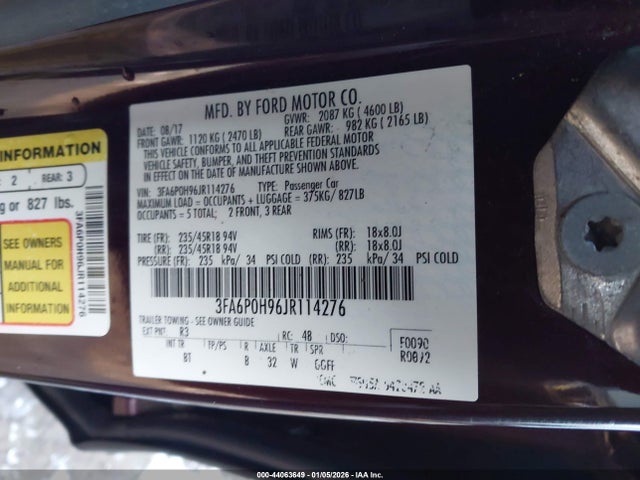 INFORMATION
2 REAR: 3
g or 827 lbs.
SEE OWNERS
MANUAL FOR
ADDITIONAL
INFORMATION
3FA6P0H96JR114276
MFD. BY FORD MOTOR CO.
DATE: 08/17 GVWR: 2087 KG ( 4600 LB)
FRONT GAWR: 1120 KG ( 2470 LB) REAR GAWR: 982 KG ( 2165 LB)
THIS VEHICLE CONFORMS TO ALL APPLICABLE FEDERAL MOTOR
VEHICLE SAFETY, BUMPER, AND THEFT PREVENTION STANDARDS
IN EFFECT ON THE DATE OF MANUFACTURE SHOWN ABOVE.
VIN: 3FA6P0H96JR114276 TYPE: Passenger Car
MAXIMUM LOAD = OCCUPANTS + LUGGAGE = 375KG/ 827LB
OCCUPANTS = 5 TOTAL; 2 FRONT, 3 REAR
TIRE (FR): 235/45R18 94V RIMS (FR): 18x8.0J
(RR): 235/45R18 94V (RR): 18x8.0J
PRESSURE (FR): 235 kPa/ 34 PSI COLD (RR): 235 kPa/ 34 PSI COLD
3FA6P0H96JR114276
TRAILER TOWING - SEE OWNER GUIDE
EXT PNT: R3 RC: 48 DSO:
INT TR TP/PS R AXLE TR SPR
BT 8 32 W GGFF
F0090
R0872
000-44063649 01/05/2026 IAA Inc.